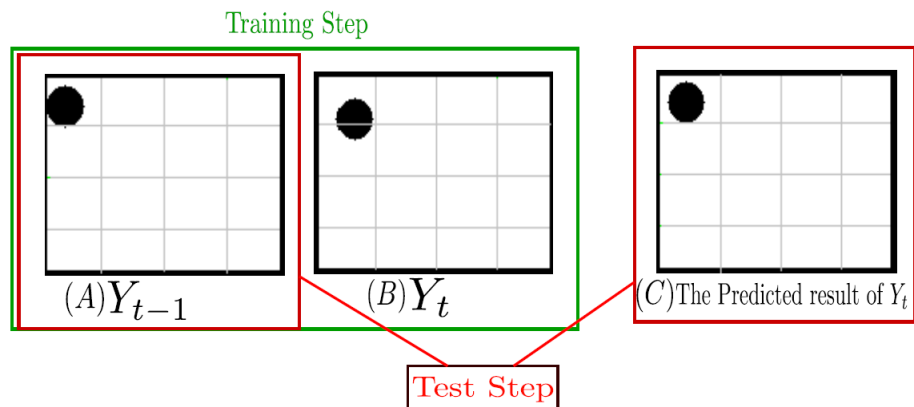 Training Step
(A)Y_{t−1}
(B)Y_t
(C)The Predicted result of Y_t
Test Step